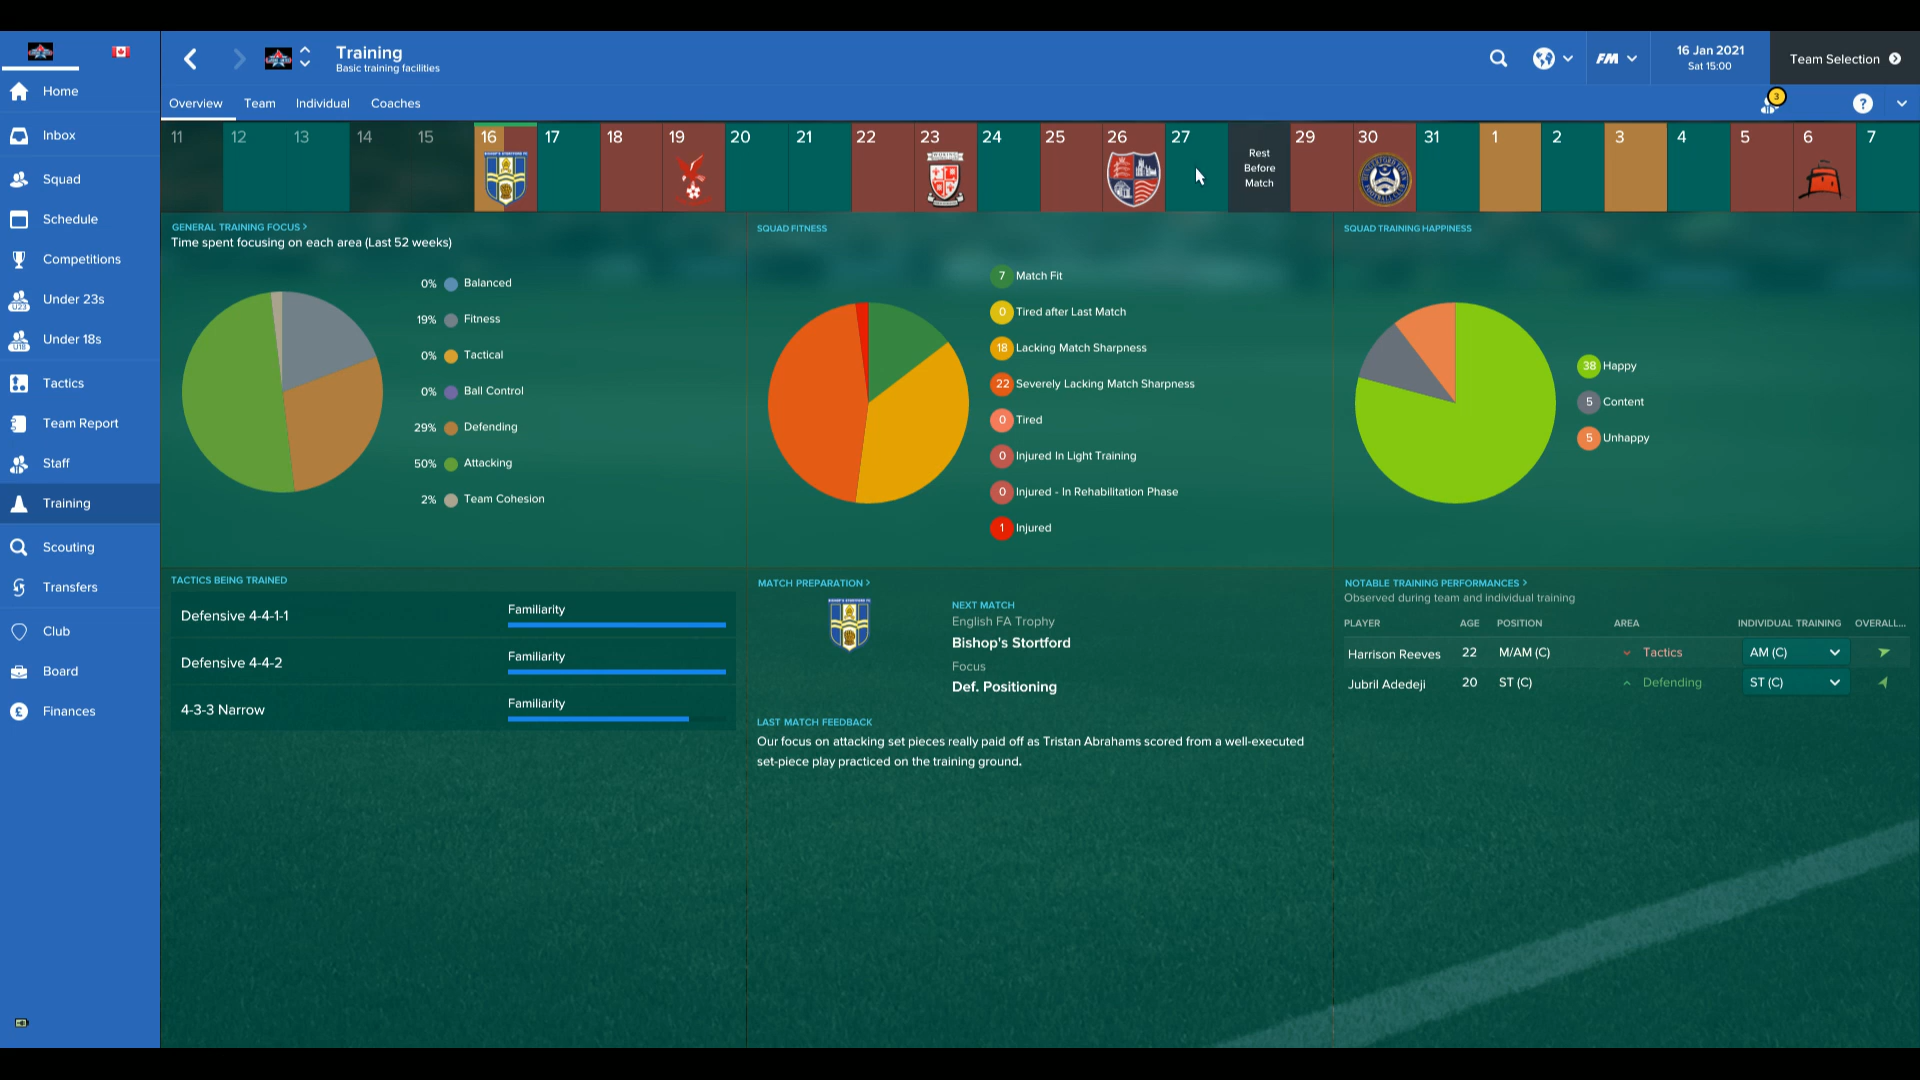 Training
Basic training facilities
16 Jan 2021
Sat 15:00
FM
Team Selection
Overview
Team
Individual
Coaches
3
?
Home
Inbox
Squad
Schedule
Competitions
Under 23s
Under 18s
Tactics
Team Report
Staff
Training
Scouting
Transfers
Club
Board
Finances
11 12 13 14 15 16 17 18 19 20 21 22 23 24 25 26 27
Rest
Before
Match
29 30 31 1 2 3 4 5 6 7
GENERAL TRAINING FOCUS >
Time spent focusing on each area (Last 52 weeks)
0% Balanced
19% Fitness
0% Tactical
0% Ball Control
29% Defending
50% Attacking
2% Team Cohesion
SQUAD FITNESS
7 Match Fit
0 Tired after Last Match
18 Lacking Match Sharpness
22 Severely Lacking Match Sharpness
0 Tired
0 Injured In Light Training
0 Injured - In Rehabilitation Phase
1 Injured
SQUAD TRAINING HAPPINESS
38 Happy
5 Content
5 Unhappy
TACTICS BEING TRAINED
Defensive 4-4-1-1 Familiarity
Defensive 4-4-2 Familiarity
4-3-3 Narrow Familiarity
MATCH PREPARATION >
NEXT MATCH
English FA Trophy
Bishop's Stortford
Focus
Def. Positioning
LAST MATCH FEEDBACK
Our focus on attacking set pieces really paid off as Tristan Abrahams scored from a well-executed
set-piece play practiced on the training ground.
NOTABLE TRAINING PERFORMANCES >
Observed during team and individual training
PLAYER AGE POSITION AREA INDIVIDUAL TRAINING OVERALL...
Harrison Reeves 22 M/AM (C) Tactics AM (C)
Jubril Adedeji 20 ST (C) Defending ST (C)